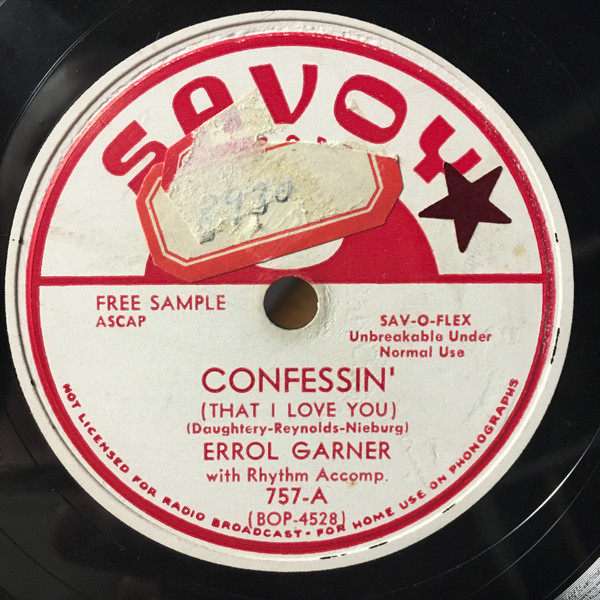 SAVOY
8930
FREE SAMPLE
ASCAP
SAV-O-FLEX
Unbreakable Under
Normal Use
CONFESSIN'
(THAT I LOVE YOU)
(Daughtery-Reynolds-Nieburg)
ERROL GARNER
with Rhythm Accomp.
757-A
(BOP-4528)
NOT LICENSED FOR RADIO BROADCAST • FOR HOME USE ON PHONOGRAPHS